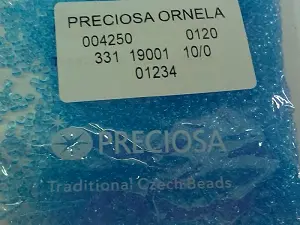 PRECIOSA ORNELA
004250 0120
331 19001 10/0
01234
PRECIOSA
Traditional Czech Beads